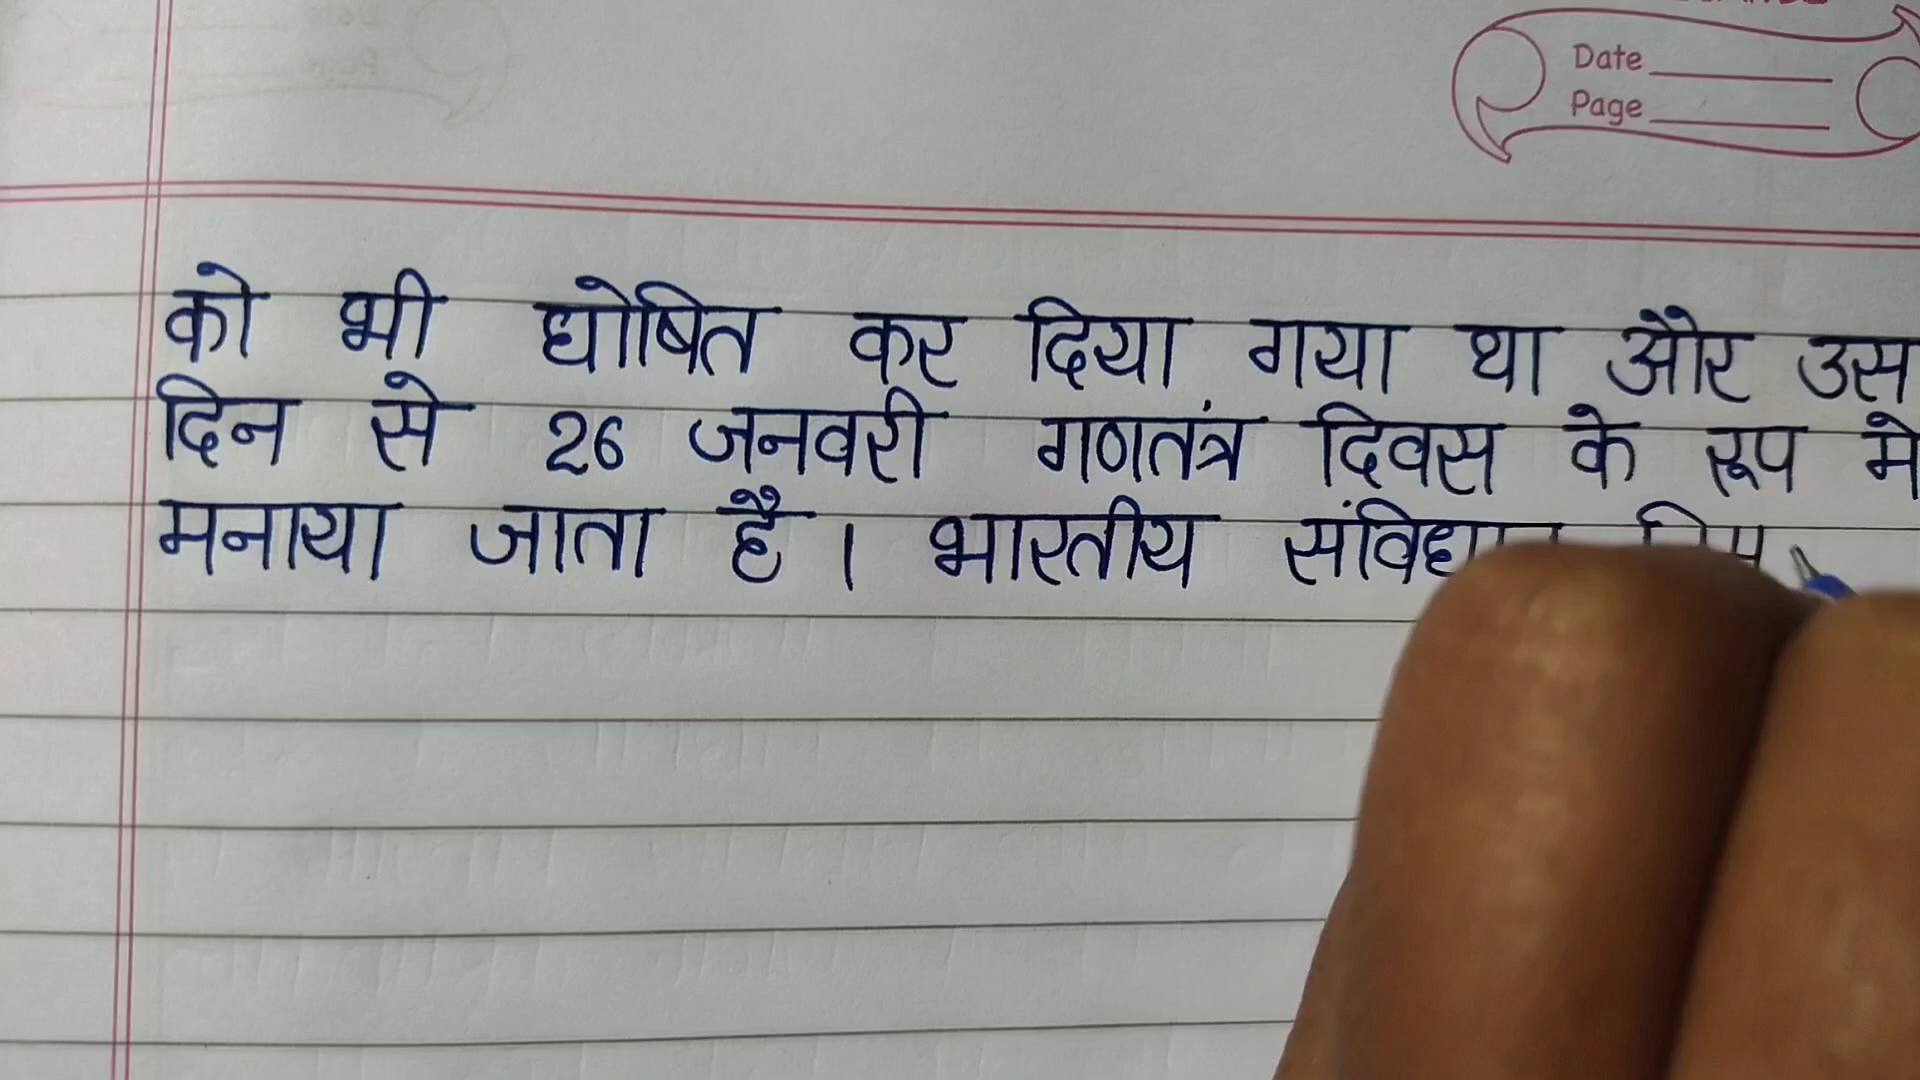 Date
Page
को भी घोषित कर दिया गया था और उस
दिन से 26 जनवरी गणतंत्र दिवस के रूप मे
मनाया जाता है । भारतीय